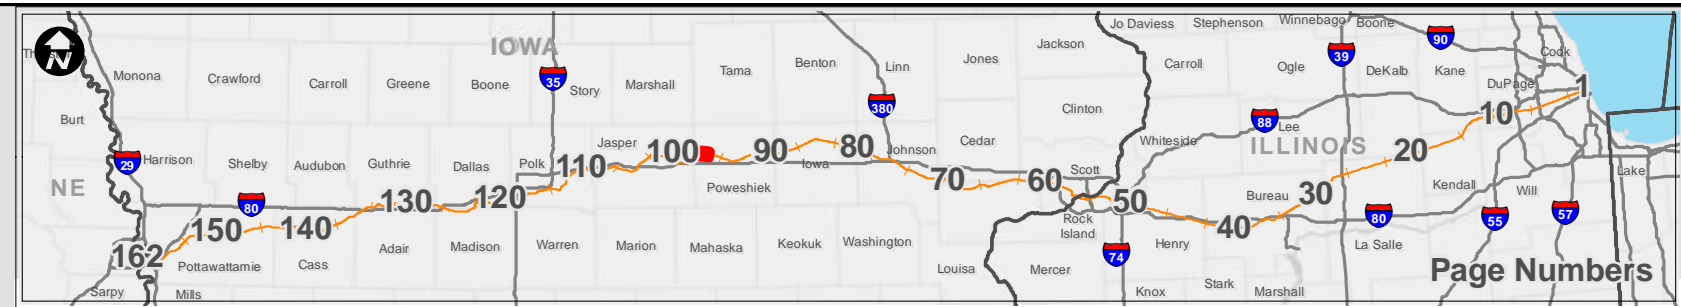 Jo Daviess Stephenson Winnebago Boone
IOWA
Jackson
90
39
Cook
N
Monona Crawford Carroll Greene Boone 35 Story Marshall Tama Benton Linn Jones Carroll Ogle DeKalb Kane
DuPage 1
380 Clinton
88 10
Burt
Lee
Jasper Cedar Whiteside
29 Harrison Shelby Audubon Guthrie Dallas Polk 110 100 90 80 Johnson ILLINOIS 20
Iowa
Scott
Lake
NE
80
Poweshiek
70 60
Bureau 30 Kendall Will
130 120 50
150 140
Rock
Island
40
80 55 57
162
Adair Madison Warren Marion Mahaska Keokuk Washington Henry La Salle
Pottawattamie Cass
74
Louisa Mercer
Page Numbers
Stark
Sarpy Mills Knox Marshall